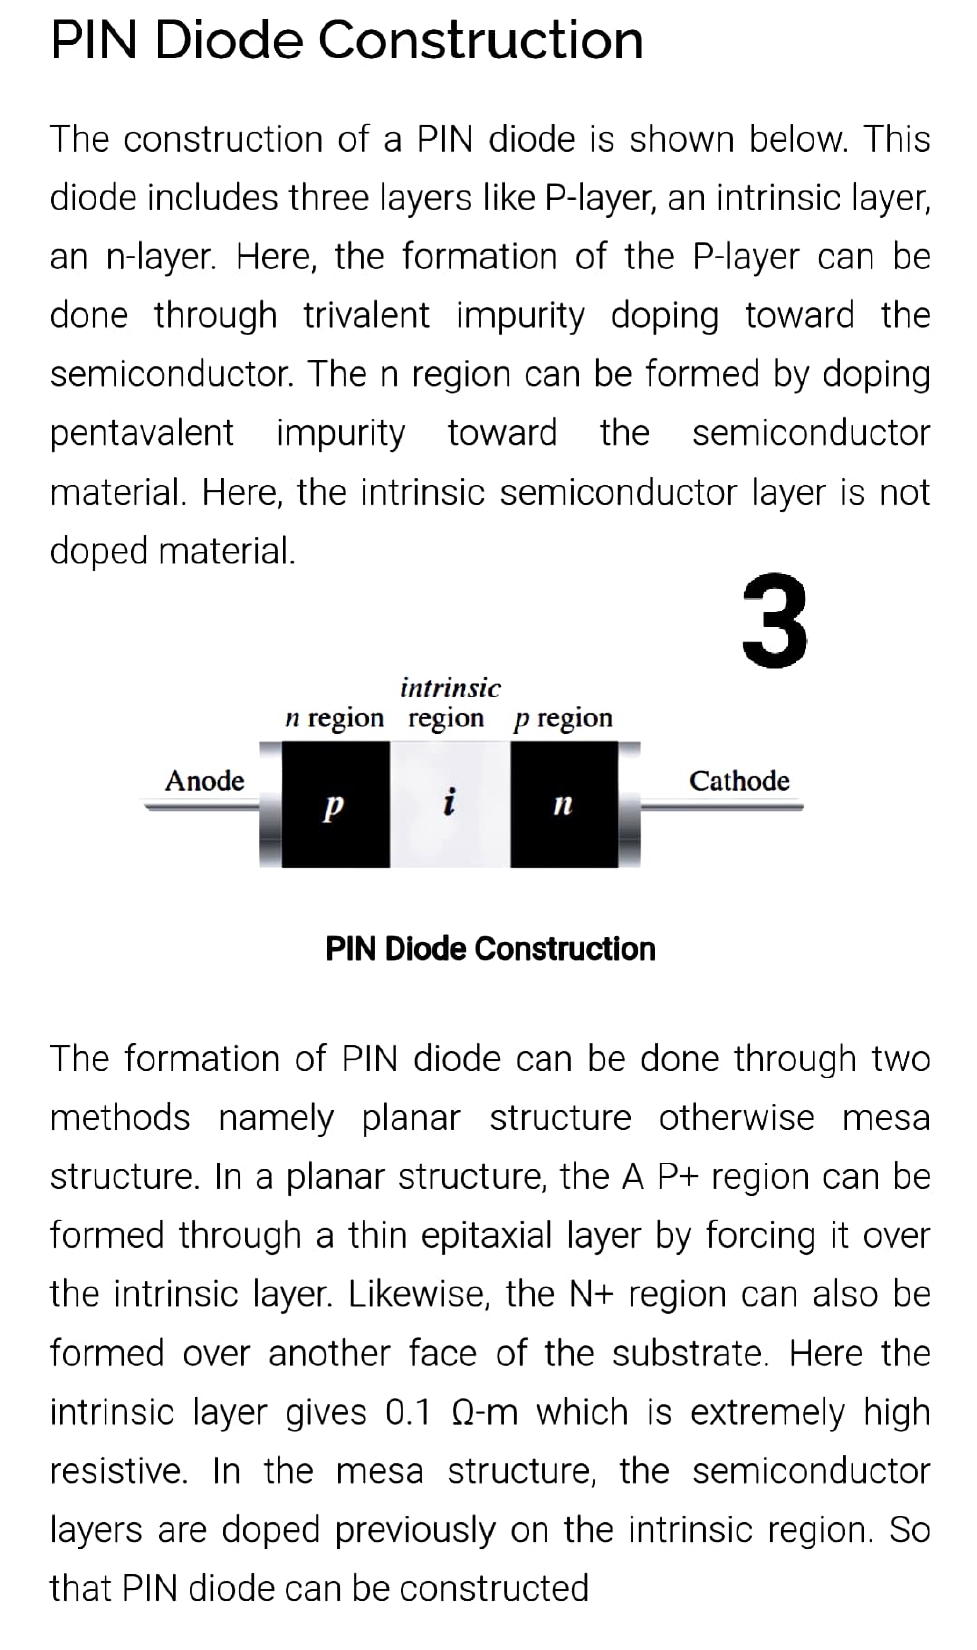 PIN Diode Construction
The construction of a PIN diode is shown below. This
diode includes three layers like P-layer, an intrinsic layer,
an n-layer. Here, the formation of the P-layer can be
done through trivalent impurity doping toward the
semiconductor. The n region can be formed by doping
pentavalent impurity toward the semiconductor
material. Here, the intrinsic semiconductor layer is not
doped material.
3
intrinsic
n region region p region
Anode
p
i
n
Cathode
PIN Diode Construction
The formation of PIN diode can be done through two
methods namely planar structure otherwise mesa
structure. In a planar structure, the A P+ region can be
formed through a thin epitaxial layer by forcing it over
the intrinsic layer. Likewise, the N+ region can also be
formed over another face of the substrate. Here the
intrinsic layer gives 0.1 Ω-m which is extremely high
resistive. In the mesa structure, the semiconductor
layers are doped previously on the intrinsic region. So
that PIN diode can be constructed